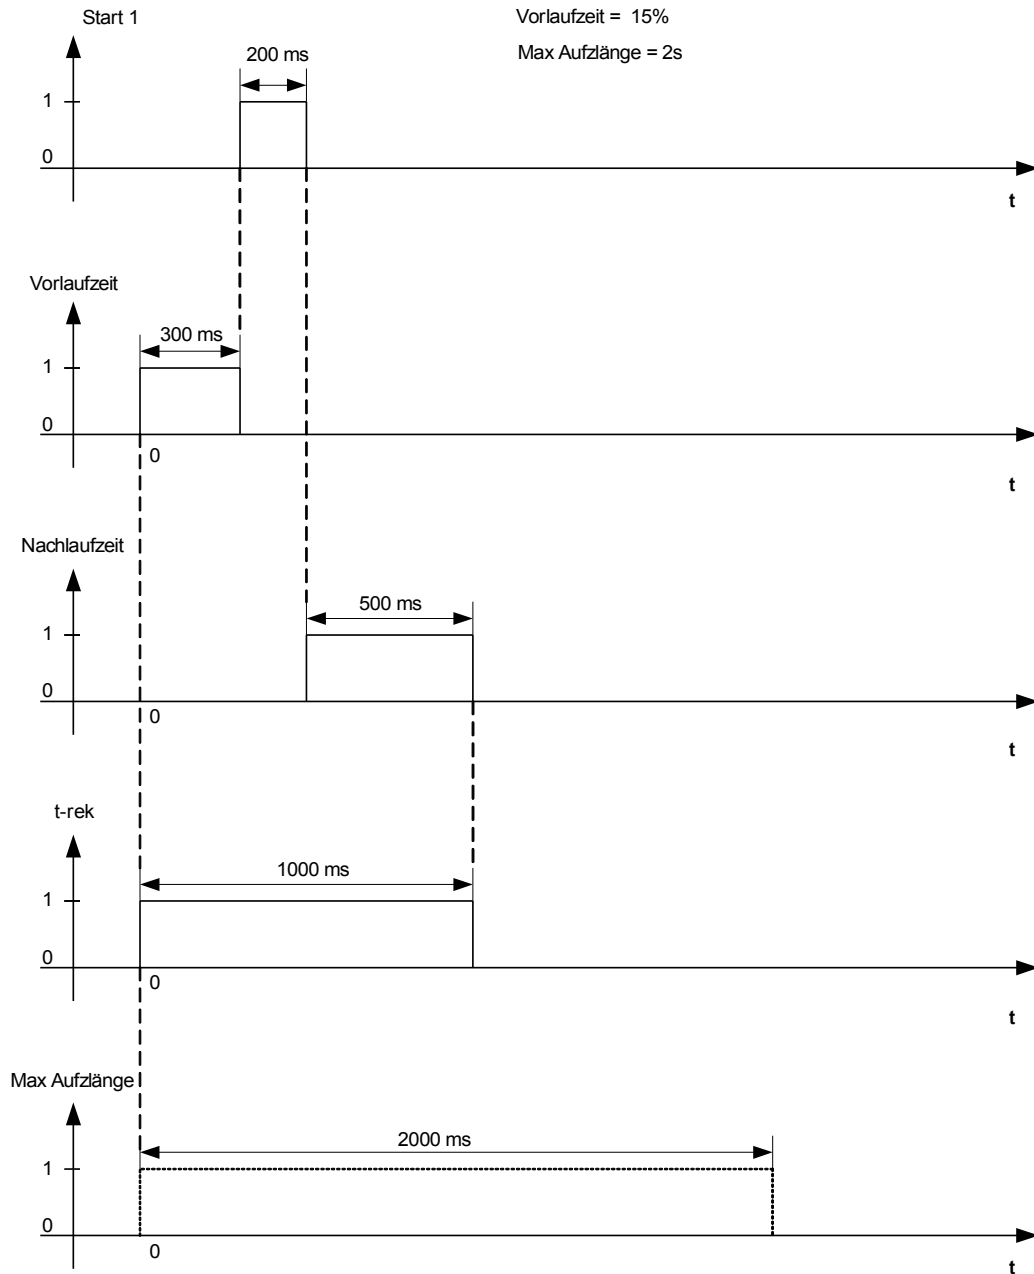 Start 1
Vorlaufzeit = 15%
Max Aufzlänge = 2s
200 ms
1
0
t
Vorlaufzeit
300 ms
1
0
0
t
Nachlaufzeit
500 ms
1
0
0
t
t-rek
1000 ms
1
0
0
t
Max Aufzlänge
2000 ms
1
0
0
t